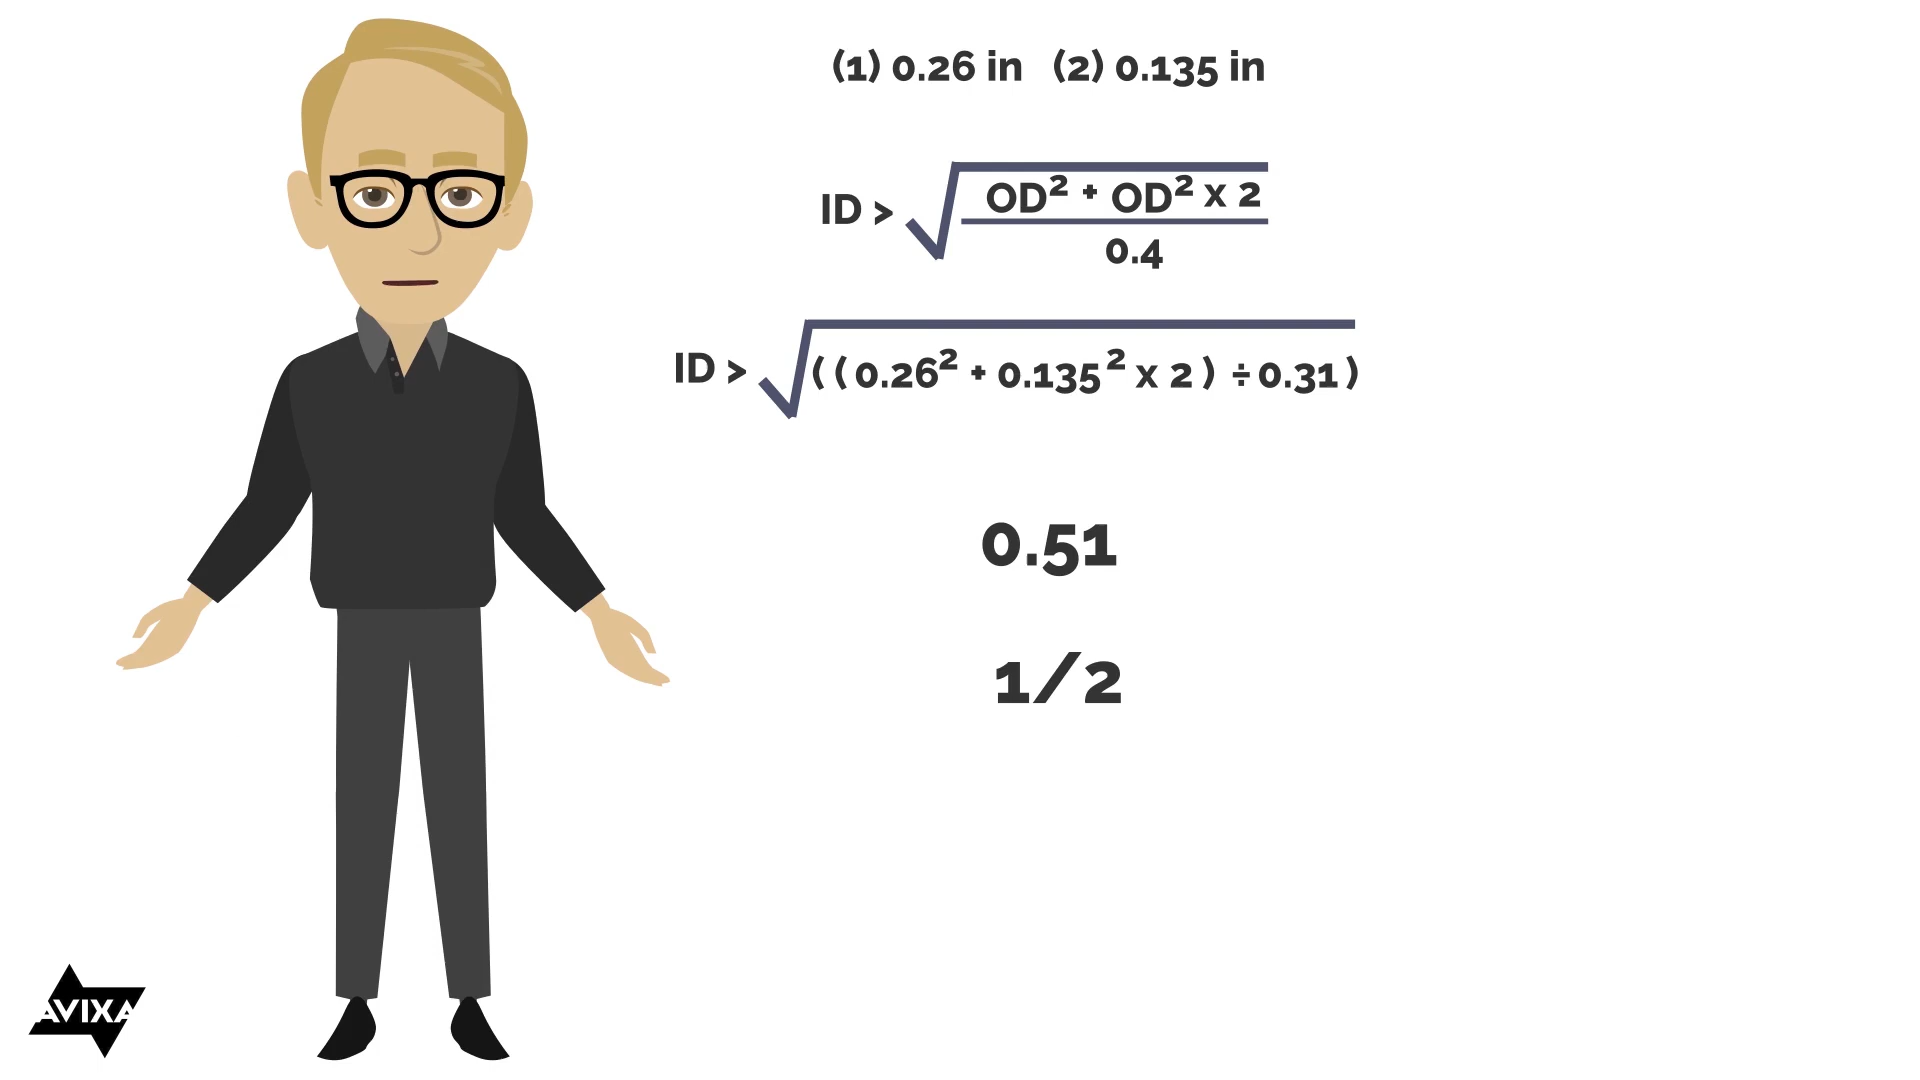 (1) 0.26 in (2) 0.135 in
ID > √ OD² + OD² x 2
0.4
ID > √((0.26² + 0.135² x 2) ÷ 0.31)
0.51
1/2
AVIXA